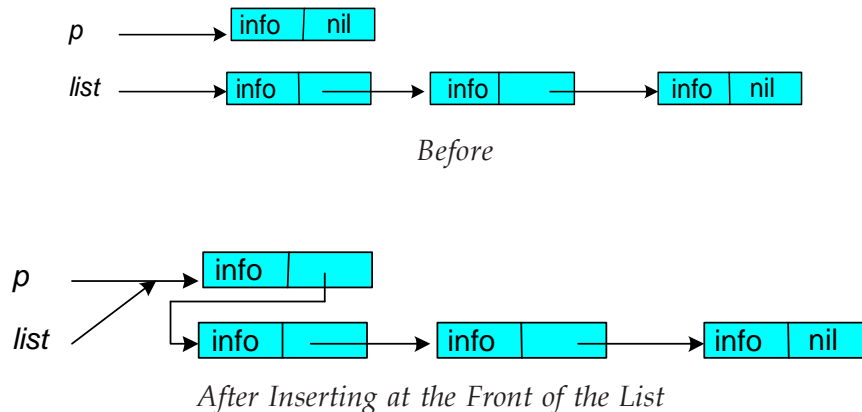 p info nil
list info info info nil
Before
p info
list info info info nil
After Inserting at the Front of the List